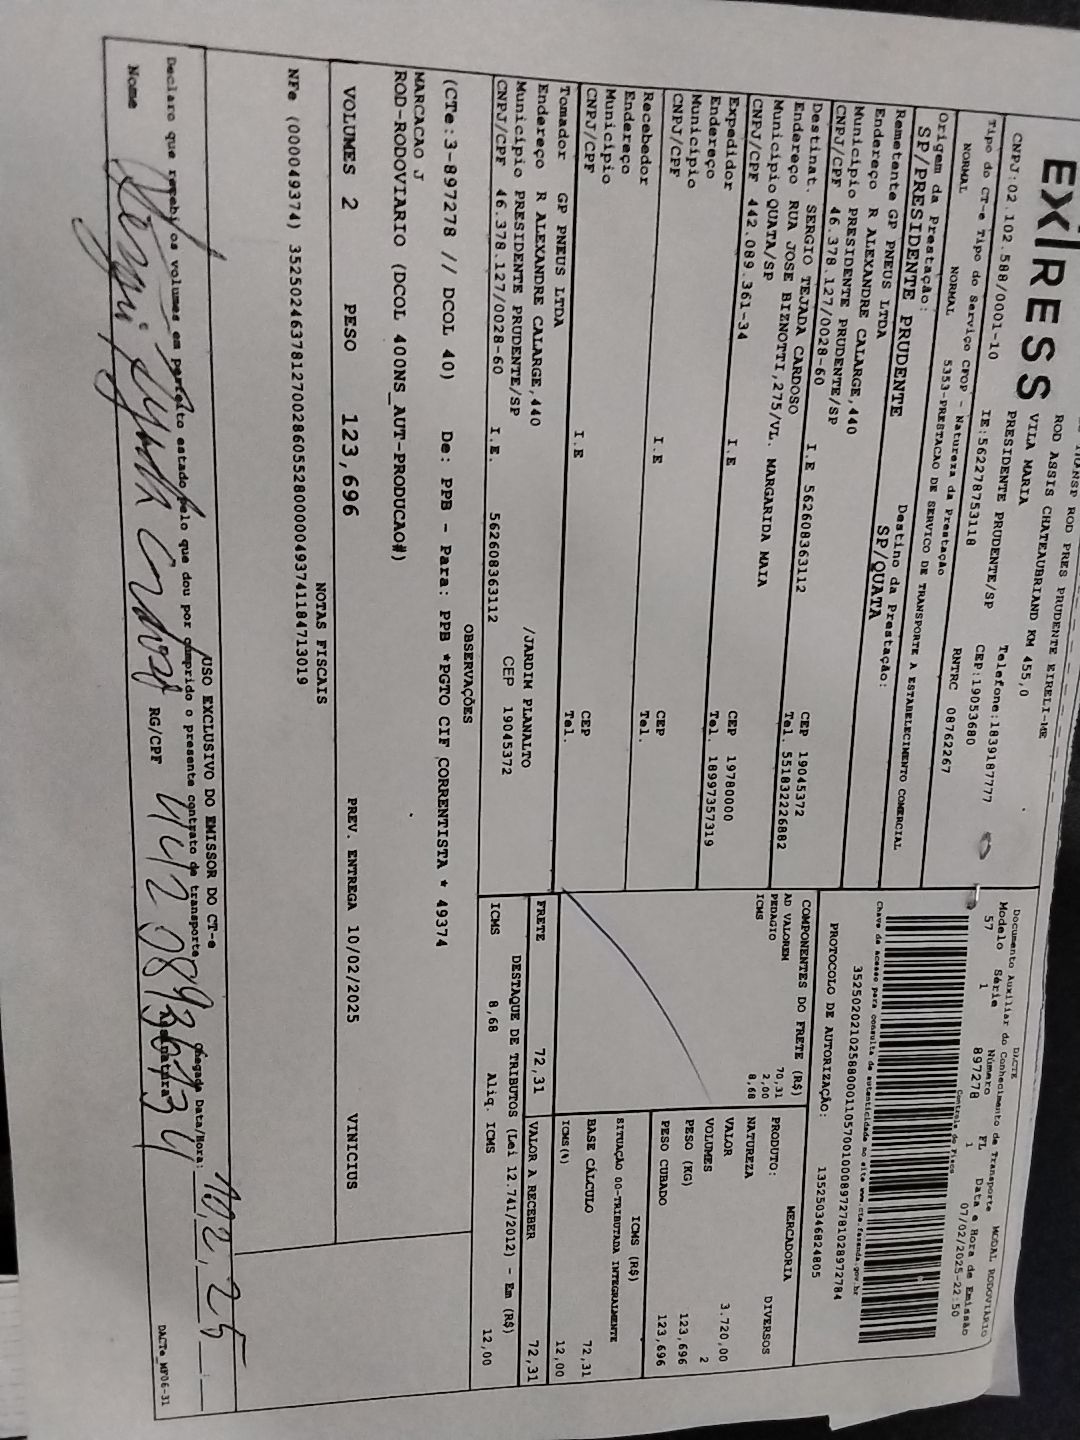 EXPRESS
TRANSP ROD PRES PRUDENTE EIRELI-ME
ROD ASSIS CHATEAUBRIAND KM 455,0
VILA MARIA
PRESIDENTE PRUDENTE/SP Telefone:1839187777
CNPJ:02.102.588/0001-10 IE:562278753118 CEP:19053680
Tipo do CT-e Tipo do Serviço CFOP - Natureza da Prestação RNTRC 08762267
NORMAL NORMAL 5353-PRESTACAO DE SERVICO DE TRANSPORTE A ESTABELECIMENTO COMERCIAL
Origem da Prestação: Destino da Prestação:
SP/PRESIDENTE PRUDENTE SP/QUATA
Remetente GP PNEUS LTDA
Endereço R ALEXANDRE CALARGE,440
Município PRESIDENTE PRUDENTE/SP CEP 19045372
CNPJ/CPF 46.378.127/0028-60 I.E 562608363112 Tel. 551832226882
Destinat. SERGIO TEJADA CARDOSO
Endereço RUA JOSE BIZNOTTI,275/VL. MARGARIDA MAIA
Município QUATA/SP CEP 19780000
CNPJ/CPF 442.089.361-34 I.E Tel. 18997357319
Expedidor
Endereço
Município CEP
CNPJ/CPF I.E Tel.
Recebedor
Endereço
Município CEP
CNPJ/CPF I.E Tel.
Tomador GP PNEUS LTDA
Endereço R ALEXANDRE CALARGE,440 /JARDIM PLANALTO
Município PRESIDENTE PRUDENTE/SP CEP 19045372
CNPJ/CPF 46.378.127/0028-60 I.E. 562608363112
DACTE MODAL RODOVIÁRIO
Documento Auxiliar do Conhecimento de Transporte
Modelo Série Número FL Data e Hora de Emissão
57 1 897278 1 07/02/2025-22:50
Controle do Fisco
Chave de acesso para consulta de autenticidade no site www.cte.fazenda.gov.br
35250202102588000110570010008972781028972784
PROTOCOLO DE AUTORIZAÇÃO: 135250346824805
COMPONENTES DO FRETE (R$)
AD VALOREM 70,31
PEDAGIO 2,00
ICMS 8,68
PRODUTO: MERCADORIA
NATUREZA DIVERSOS
VALOR 3.720,00
VOLUMES 2
PESO (KG) 123,696
PESO CUBADO 123,696
ICMS (R$)
SITUAÇÃO 00-TRIBUTADA INTEGRALMENTE
BASE CÁLCULO 72,31
ICMS(%) 12,00
FRETE 72,31 VALOR A RECEBER 72,31
DESTAQUE DE TRIBUTOS (Lei 12.741/2012) - Em (R$)
ICMS 8,68 Aliq. ICMS 12,00
OBSERVAÇÕES
(CTe:3-897278 // DCOL 40) De: PPB - Para: PPB *PGTO CIF CORRENTISTA * 49374
MARCACAO J
ROD-RODOVIARIO (DCOL 400NS_AUT-PRODUCAO#)
VOLUMES 2 PESO 123,696 PREV. ENTREGA 10/02/2025 VINICIUS
NOTAS FISCAIS
NFe (000049374) 35250246378127002860552800000493741184713019
USO EXCLUSIVO DO EMISSOR DO CT-e
Declaro que recebi os volumes em perfeito estado pelo que dou por cumprido o presente contrato de transporte Chegada Data/Hora: 10,2,25
Nome RG/CPF 44208936134 Assinatura
DACTe_MF06-31